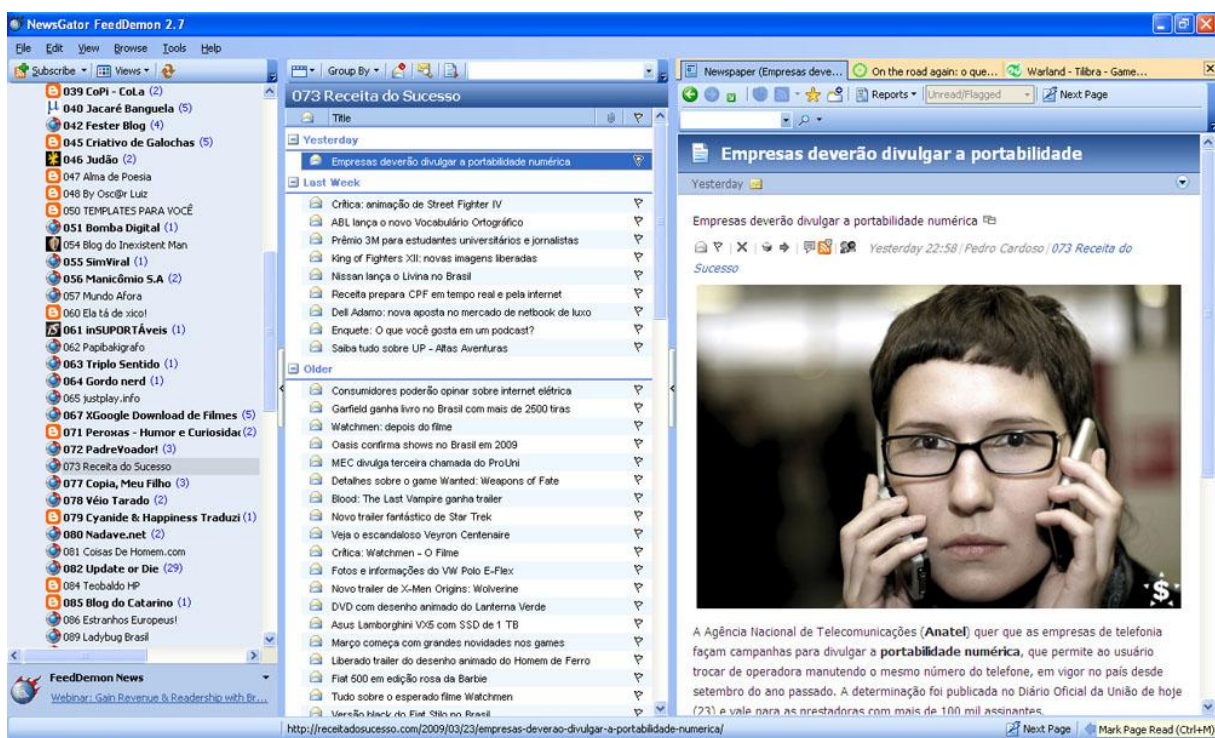 NewsGator FeedDemon 2.7
File Edit View Browse Tools Help
Subscribe Views
039 CoPi - CoLa (2)
040 Jacaré Banguela (5)
042 Fester Blog (4)
045 Criativo de Galochas (5)
046 Judão (2)
047 Alma de Poesia
048 By Osc@r Luiz
050 TEMPLATES PARA VOCÊ
051 Bomba Digital (1)
054 Blog do Inexistent Man
055 SimViral (1)
056 Manicômio S.A (2)
057 Mundo Afora
060 Ela tá de xico!
061 inSUPORTÁveis (1)
062 Papibakigrafo
063 Triplo Sentido (1)
064 Gordo nerd (1)
065 justplay.info
067 XGoogle Download de Filmes (5)
071 Peroxas - Humor e Curiosidac (2)
072 PadreVoador! (3)
073 Receita do Sucesso
077 Copia, Meu Filho (3)
078 Véio Tarado (2)
079 Cyanide & Happiness Traduzi (1)
080 Nadave.net (2)
081 Coisas De Homem.com
082 Update or Die (29)
084 Teobaldo HP
085 Blog do Catarino (1)
086 Estranhos Europeus!
089 Ladybug Brasil
FeedDemon News
Webinar: Gain Revenue & Readership with Br...
Group By
073 Receita do Sucesso
Title
Yesterday
Empresas deverão divulgar a portabilidade numérica
Last Week
Crítica: animação de Street Fighter IV
ABL lança o novo Vocabulário Ortográfico
Prêmio 3M para estudantes universitários e jornalistas
King of Fighters XII: novas imagens liberadas
Nissan lança o Livina no Brasil
Receita prepara CPF em tempo real e pela internet
Dell Adamo: nova aposta no mercado de netbook de luxo
Enquete: O que você gosta em um podcast?
Saiba tudo sobre UP - Altas Aventuras
Older
Consumidores poderão opinar sobre internet elétrica
Garfield ganha livro no Brasil com mais de 2500 tiras
Watchmen: depois do filme
Oasis confirma shows no Brasil em 2009
MEC divulga terceira chamada do ProUni
Detalhes sobre o game Wanted: Weapons of Fate
Blood: The Last Vampire ganha trailer
Novo trailer fantástico de Star Trek
Veja o escandaloso Veyron Centenaire
Crítica: Watchmen - O Filme
Fotos e informações do VW Polo E-Flex
Novo trailer de X-Men Origins: Wolverine
DVD com desenho animado do Lanterna Verde
Asus Lamborghini VX5 com SSD de 1 TB
Março começa com grandes novidades nos games
Liberado trailer do desenho animado do Homem de Ferro
Fiat 500 em edição rosa da Barbie
Tudo sobre o esperado filme Watchmen
Versão black do Fiat Stilo no Brasil
Newspaper (Empresas deve... On the road again: o que... Warland - Tilibra - Game...
Reports Unread/Flagged Next Page
Empresas deverão divulgar a portabilidade
Yesterday
Empresas deverão divulgar a portabilidade numérica
Yesterday 22:58 | Pedro Cardoso | 073 Receita do
Sucesso
$
A Agência Nacional de Telecomunicações (Anatel) quer que as empresas de telefonia
façam campanhas para divulgar a portabilidade numérica, que permite ao usuário
trocar de operadora manutendo o mesmo número do telefone, em vigor no país desde
setembro do ano passado. A determinação foi publicada no Diário Oficial da União de hoje
(23) e vale para as prestadoras com mais de 100 mil assinantes.
http://receitadosucesso.com/2009/03/23/empresas-deverao-divulgar-a-portabilidade-numerica/
Next Page Mark Page Read (Ctrl+M)